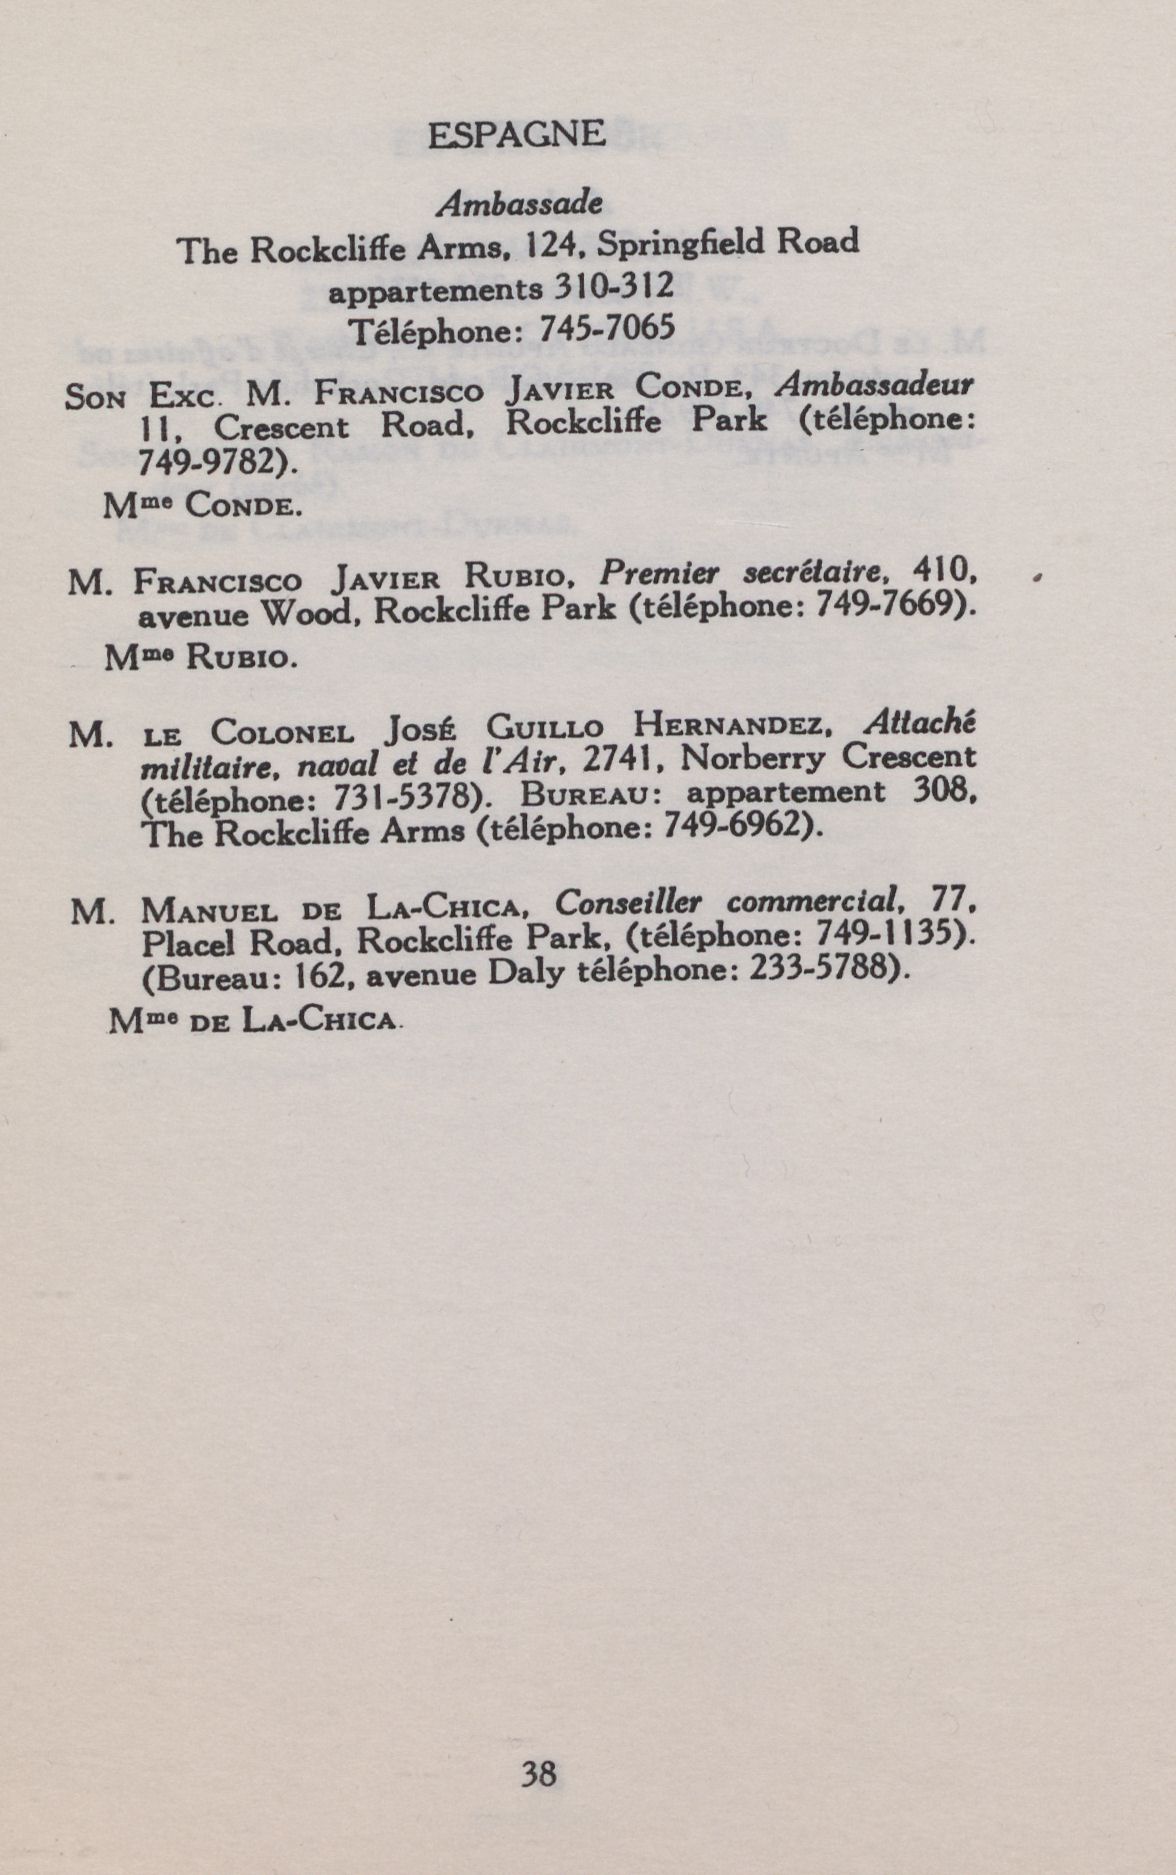 ESPAGNE
Ambassade
The Rockcliffe Arms, 124, Springfield Road
appartements 310-312
Téléphone: 745-7065
Son Exc. M. Francisco Javier Conde, Ambassadeur
11, Crescent Road, Rockcliffe Park (téléphone:
749-9782).
Mme Conde.
M. Francisco Javier Rubio, Premier secrétaire, 410,
avenue Wood, Rockcliffe Park (téléphone: 749-7669).
Mme Rubio.
M. le Colonel José Guillo Hernandez, Attaché
militaire, naval et de l'Air, 2741, Norberry Crescent
(téléphone: 731-5378). Bureau: appartement 308,
The Rockcliffe Arms (téléphone: 749-6962).
M. Manuel de La-Chica, Conseiller commercial, 77,
Placel Road, Rockcliffe Park, (téléphone: 749-1135).
(Bureau: 162, avenue Daly téléphone: 233-5788).
Mme de La-Chica.
38